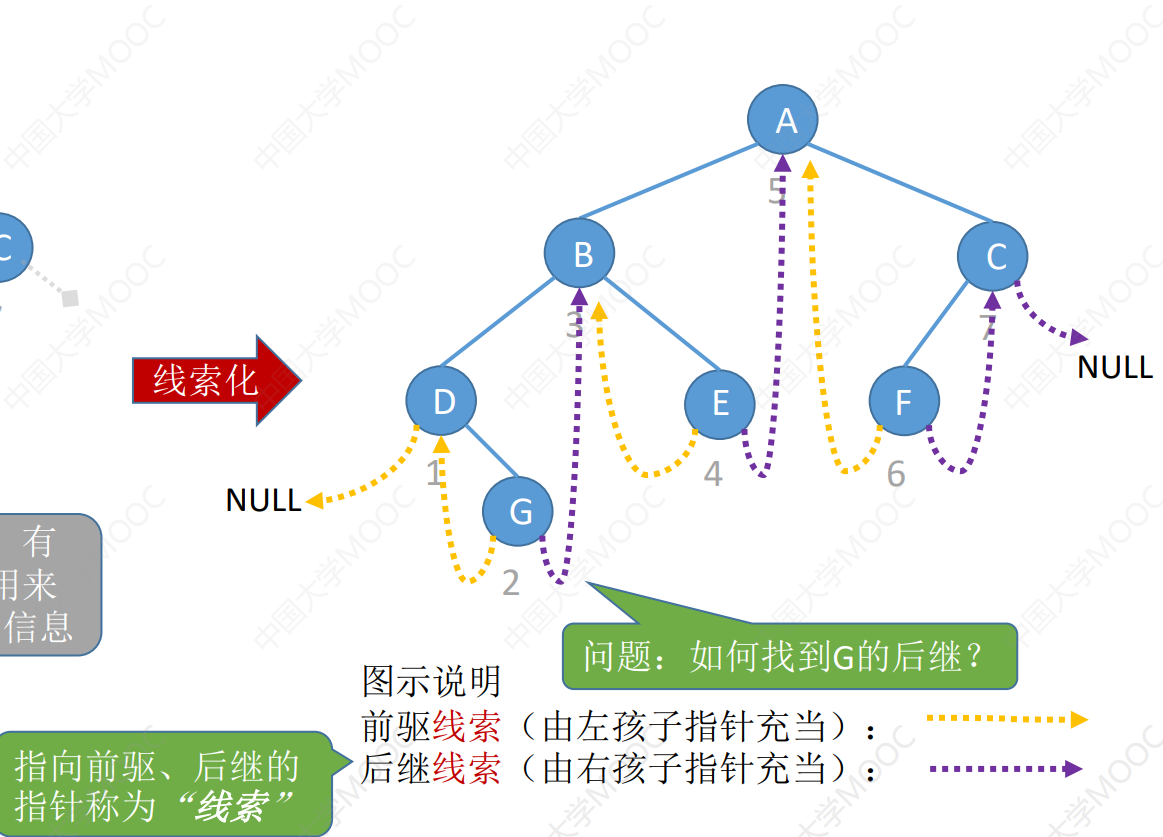 A
5
B
C
C
3
7
NULL
线索化
D
E
F
1
4
6
NULL
G
2
有
用来
信息
问题：如何找到G的后继？
图示说明
前驱线索（由左孩子指针充当）：
后继线索（由右孩子指针充当）：
指向前驱、后继的
指针称为“线索”
中国大学MOOC